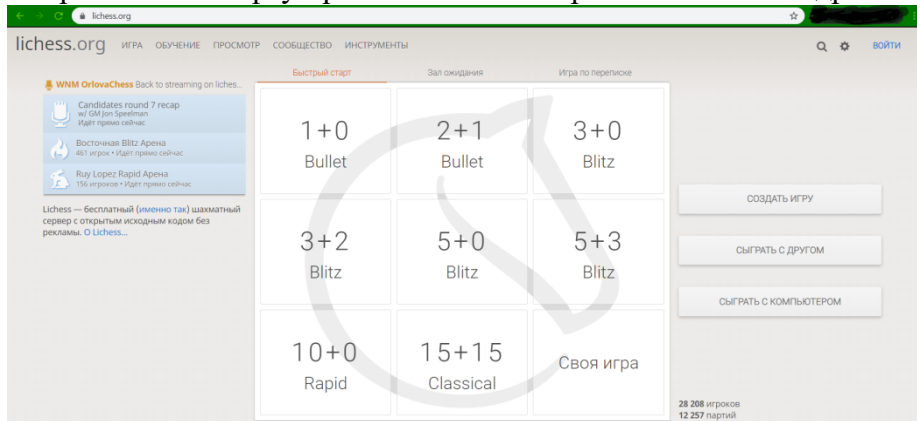 lichess.org
lichess.org ИГРА ОБУЧЕНИЕ ПРОСМОТР СООБЩЕСТВО ИНСТРУМЕНТЫ ВОЙТИ
Быстрый старт Зал ожидания Игра по переписке
WNM OrlovaChess Back to streaming on liches...
Candidates round 7 recap
w/ GM Jon Speelman
Идёт прямо сейчас
Восточная Blitz Арена
461 игрок • Идёт прямо сейчас
Ruy Lopez Rapid Арена
156 игроков • Идёт прямо сейчас
Lichess — бесплатный (именно так) шахматный
сервер с открытым исходным кодом без
рекламы. О Lichess...
1+0 2+1 3+0
Bullet Bullet Blitz
3+2 5+0 5+3
Blitz Blitz Blitz
10+0 15+15 Своя игра
Rapid Classical
СОЗДАТЬ ИГРУ
СЫГРАТЬ С ДРУГОМ
СЫГРАТЬ С КОМПЬЮТЕРОМ
28 208 игроков
12 257 партий